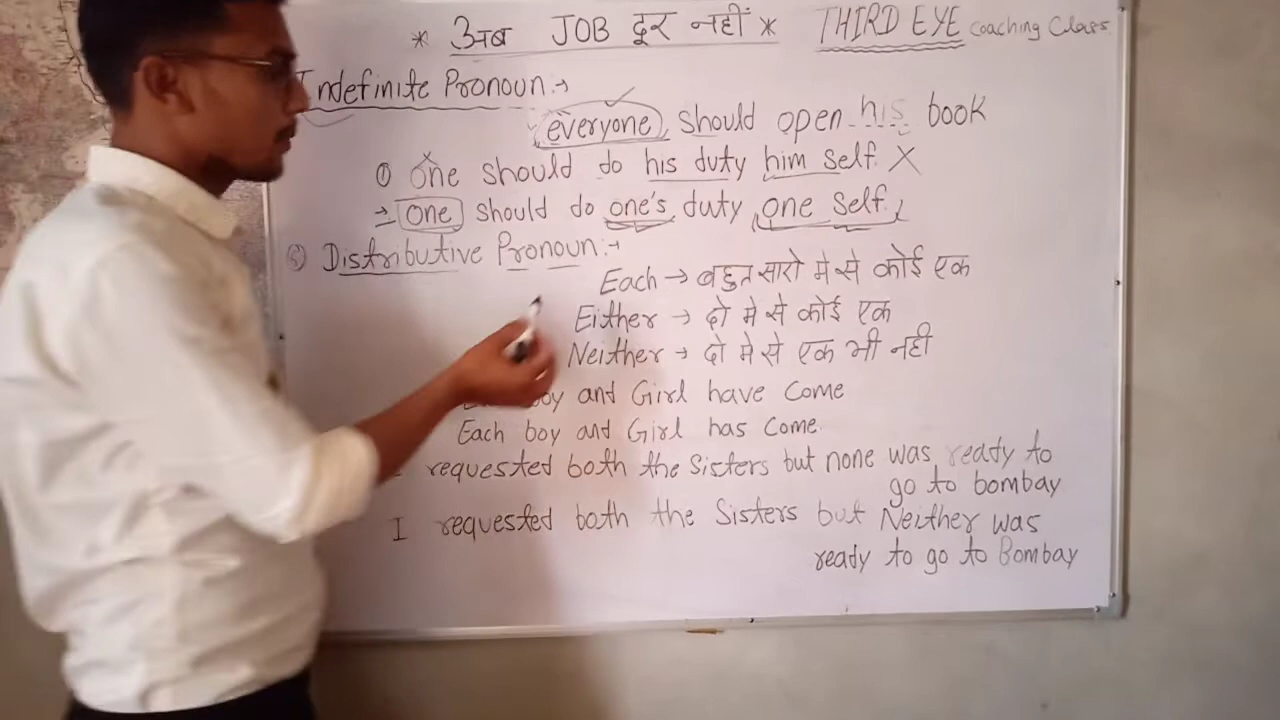 * अब JOB दूर नहीं * THIRD EYE Coaching Class
Indefinite Pronoun :→
everyone should open his book
① One should do his duty him self. X
→ one should do one's duty one self.
Distributive Pronoun :→
Each → बहुत सारो मे से कोई एक
Either → दो मे से कोई एक
Neither → दो मे से एक भी नही
boy and Girl have Come
Each boy and Girl has Come.
requested both the Sisters but none was ready to
go to bombay
I requested both the Sisters but Neither was
ready to go to Bombay